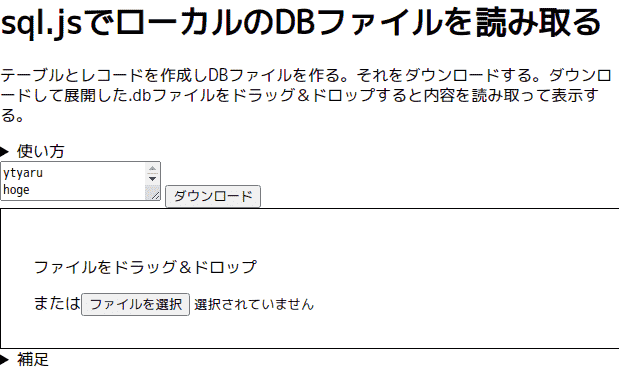 sql.jsでローカルのDBファイルを読み取る
テーブルとレコードを作成しDBファイルを作る。それをダウンロードする。ダウンロ
ードして展開した.dbファイルをドラッグ＆ドロップすると内容を読み取って表示す
る。
▶ 使い方
ytyaru
hoge
ダウンロード
ファイルをドラッグ＆ドロップ
またはファイルを選択 選択されていません
▶ 補足